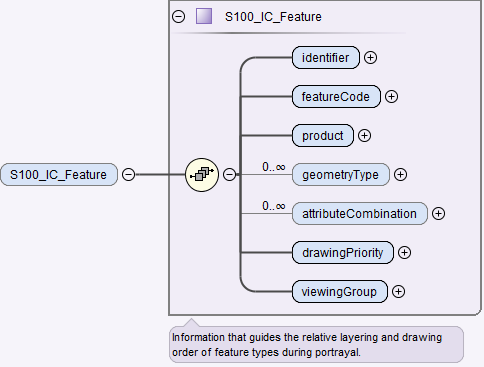 S100_IC_Feature
identifier
featureCode
product
0..∞
geometryType
S100_IC_Feature
0..∞
attributeCombination
drawingPriority
viewingGroup
Information that guides the relative layering and drawing
order of feature types during portrayal.